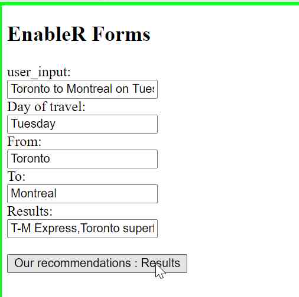 EnableR Forms
user_input:
Toronto to Montreal on Tues
Day of travel:
Tuesday
From:
Toronto
To:
Montreal
Results:
T-M Express,Toronto super
Our recommendations : Results